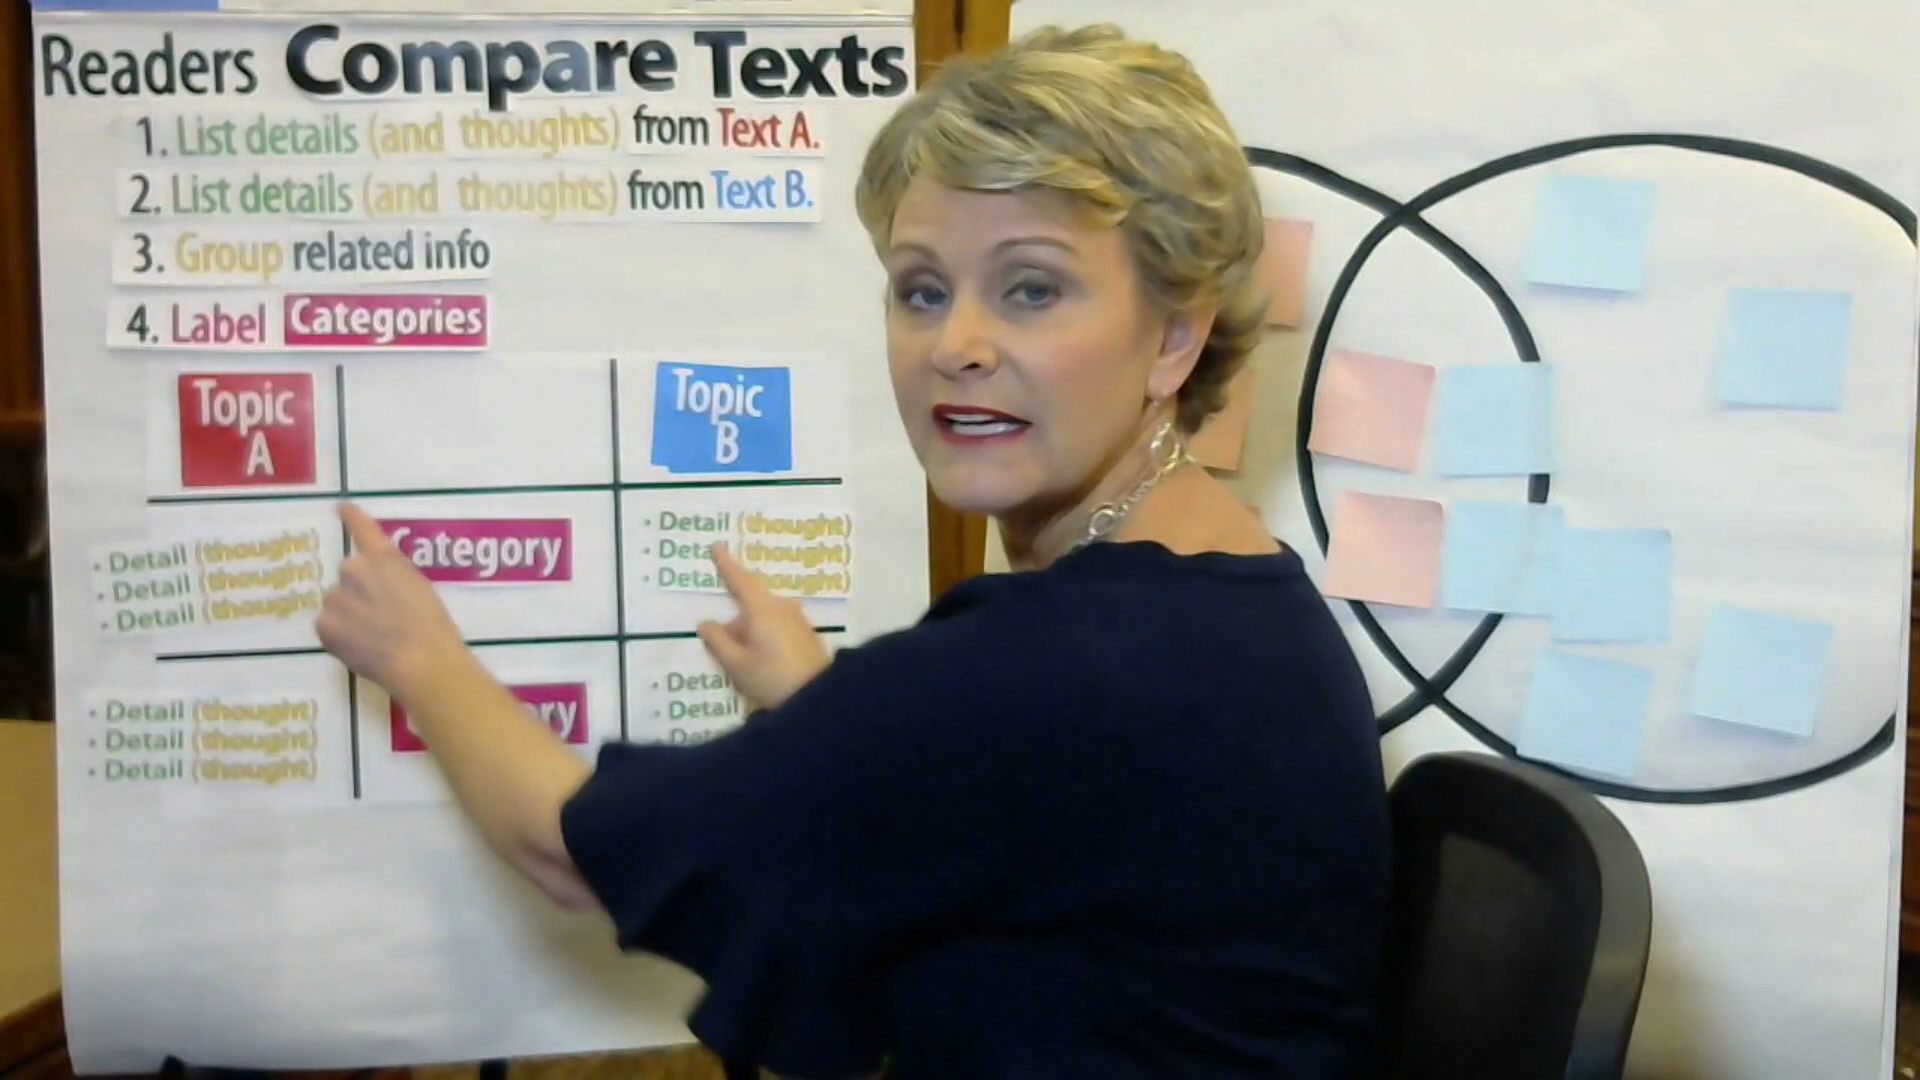 Readers Compare Texts
1. List details (and thoughts) from Text A.
2. List details (and thoughts) from Text B.
3. Group related info
4. Label Categories
Topic
A
Topic
B
• Detail (thought)
• Detail (thought)
• Detail (thought)
Category
• Detail (thought)
• Detail (thought)
• Detail (thought)
• Detail (thought)
• Detail (thought)
• Detail (thought)
• Detail
• Detail